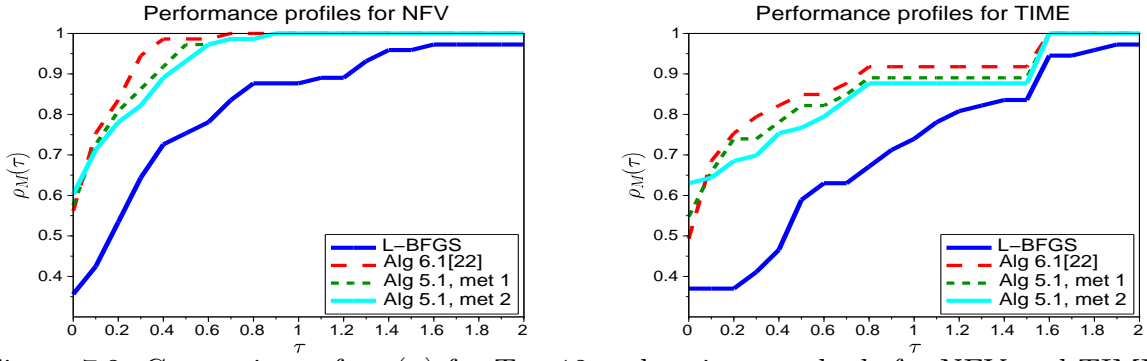 Performance profiles for NFV
1
0.9
0.8
0.7
0.6
0.5
0.4
ρM(τ)
0 0.2 0.4 0.6 0.8 1 1.2 1.4 1.6 1.8 2
τ
L−BFGS
Alg 6.1[22]
Alg 5.1, met 1
Alg 5.1, met 2
Performance profiles for TIME
1
0.9
0.8
0.7
0.6
0.5
0.4
ρM(τ)
0 0.2 0.4 0.6 0.8 1 1.2 1.4 1.6 1.8 2
τ
L−BFGS
Alg 6.1[22]
Alg 5.1, met 1
Alg 5.1, met 2